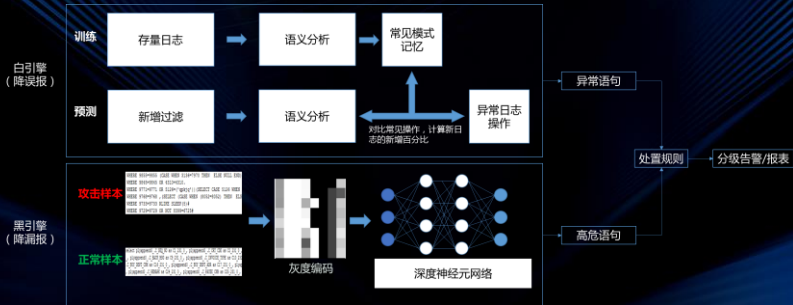 训练
存量日志
语义分析
常见模式
记忆
白引擎
（降误报）
预测
新增过滤
语义分析
对比常见操作，计算新日
志的新增百分比
异常日志
操作
异常语句
处置规则
分级告警/报表
黑引擎
（降漏报）
攻击样本
正常样本
灰度编码
深度神经元网络
高危语句